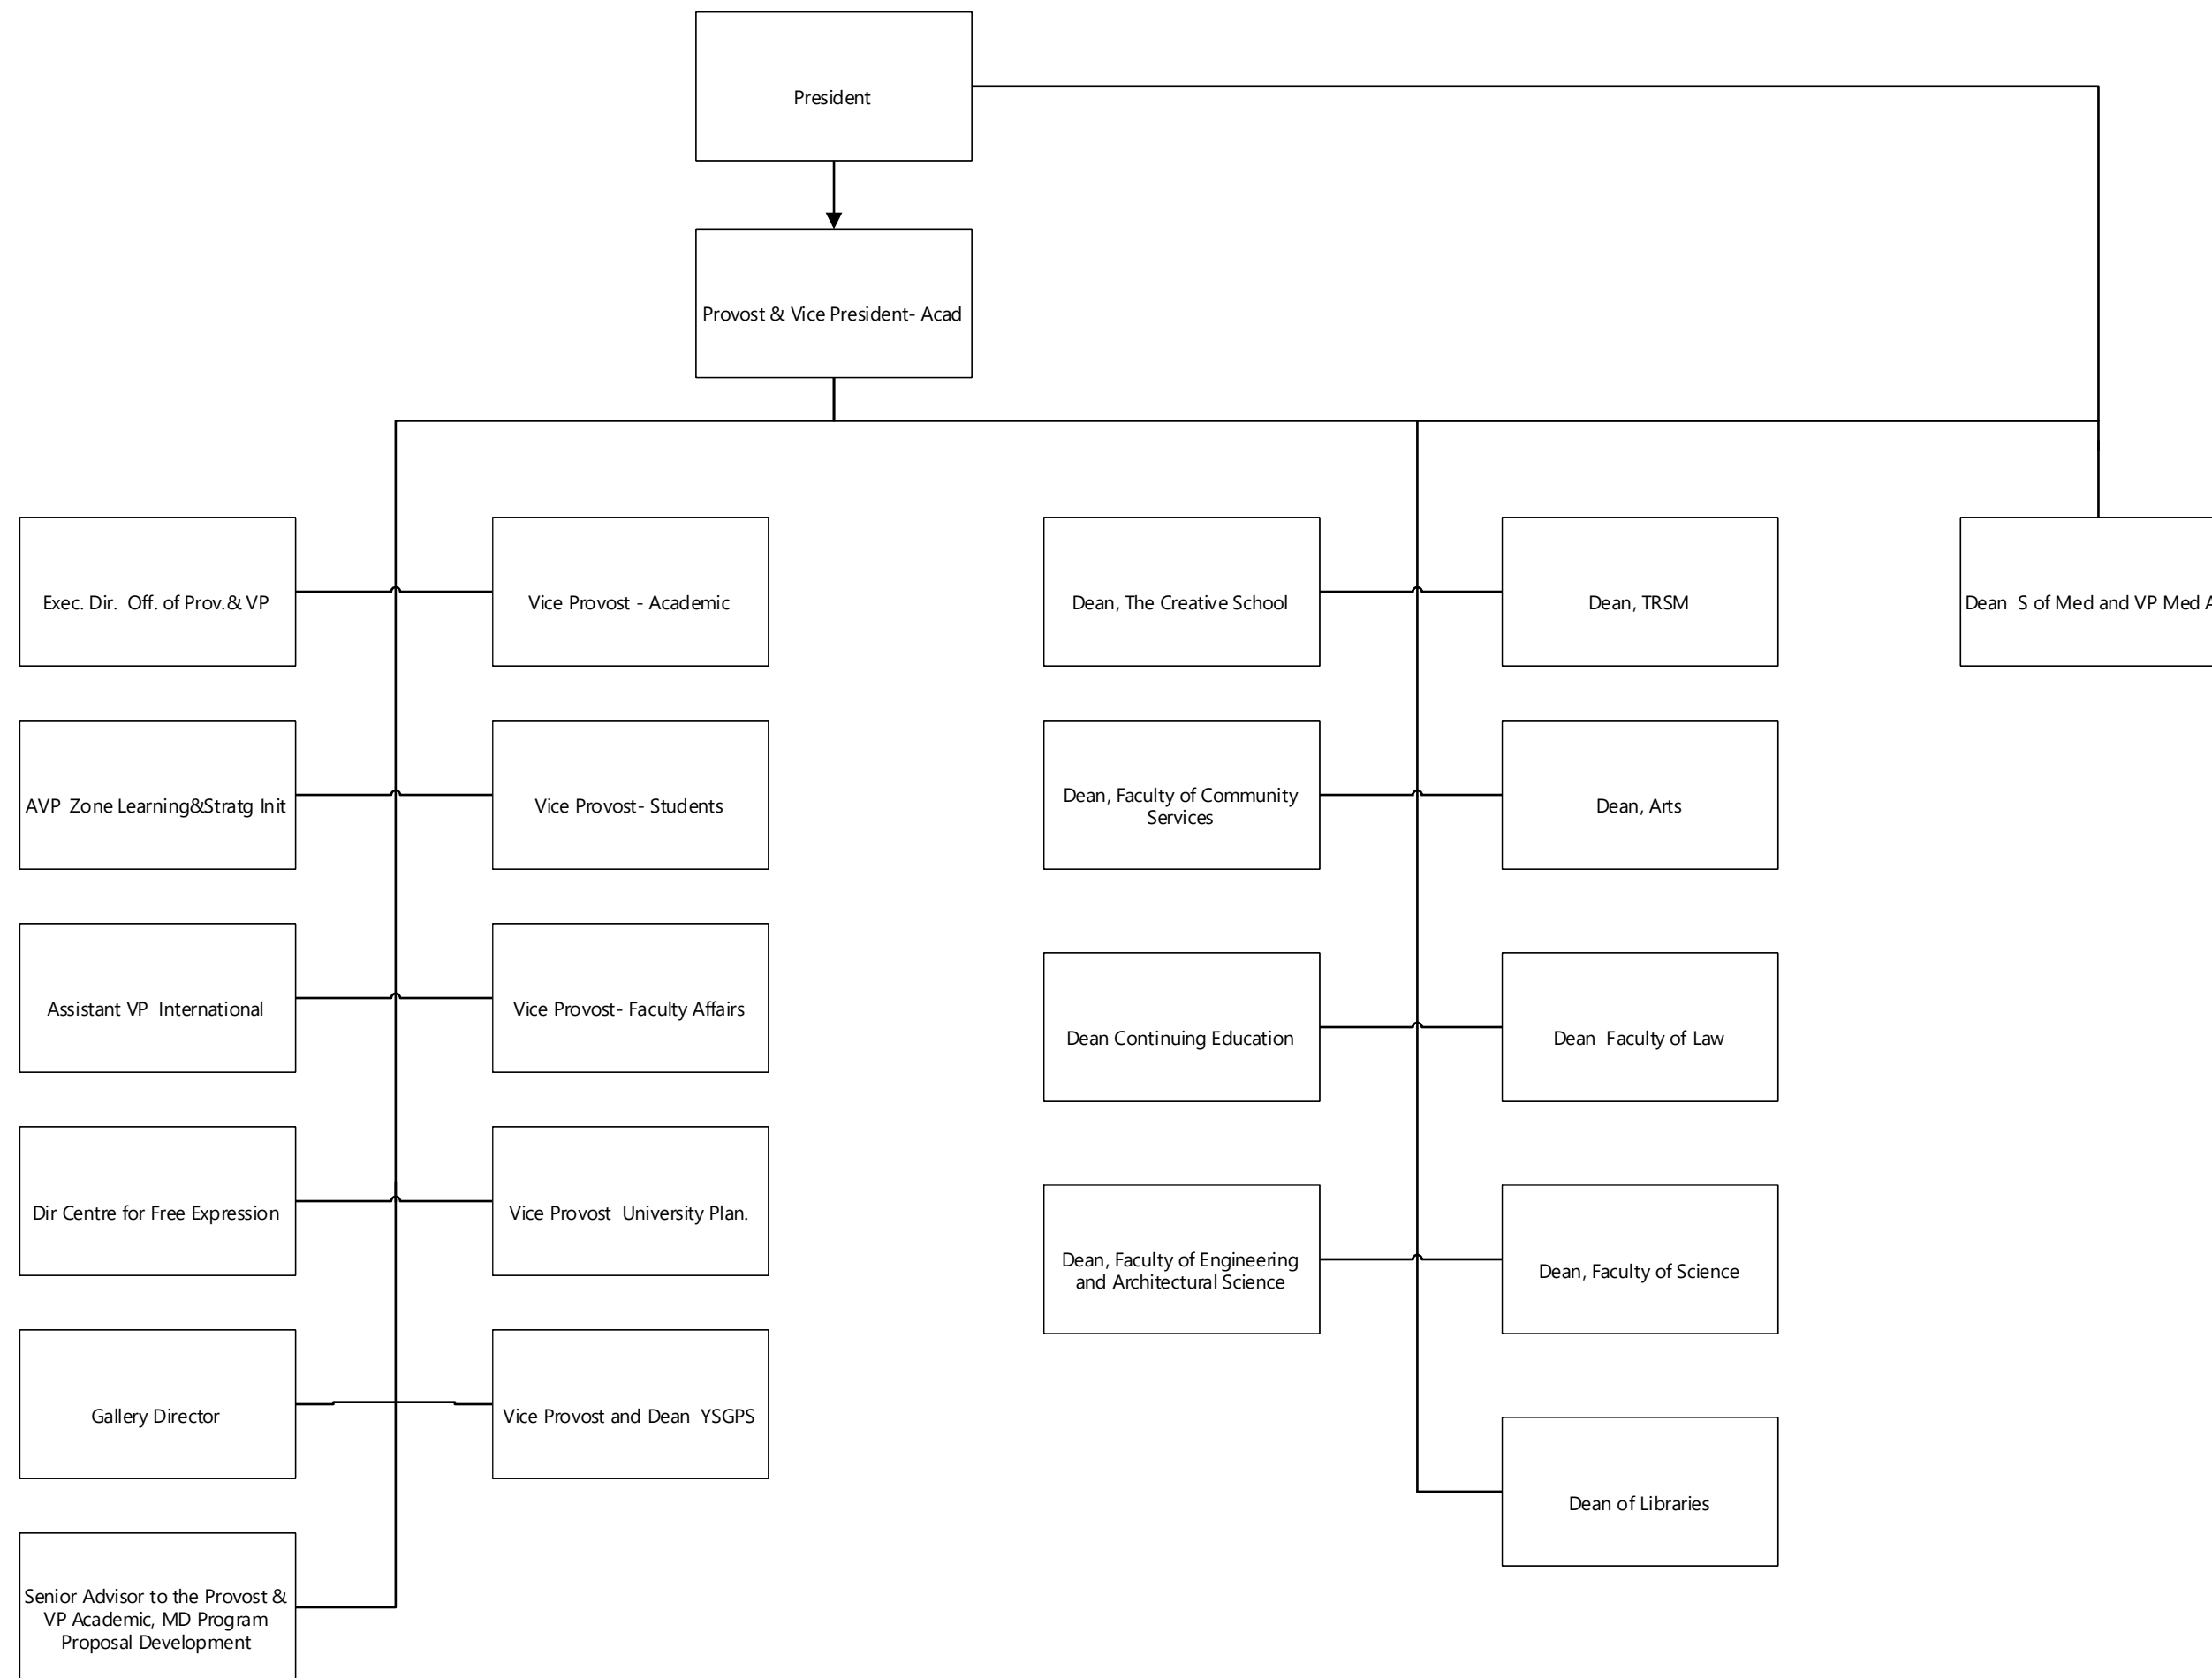 President
Provost & Vice President- Acad
Exec. Dir.  Off. of Prov.& VP
Vice Provost - Academic
Dean, The Creative School
Dean, TRSM
Dean  S of Med and VP Med
AVP  Zone Learning&Stratg Init
Vice Provost- Students
Dean, Faculty of Community
Services
Dean, Arts
Assistant VP  International
Vice Provost- Faculty Affairs
Dean Continuing Education
Dean  Faculty of Law
Dir Centre for Free Expression
Vice Provost  University Plan.
Dean, Faculty of Engineering
and Architectural Science
Dean, Faculty of Science
Gallery Director
Vice Provost and Dean  YSGPS
Dean of Libraries
Senior Advisor to the Provost &
VP Academic, MD Program
Proposal Development